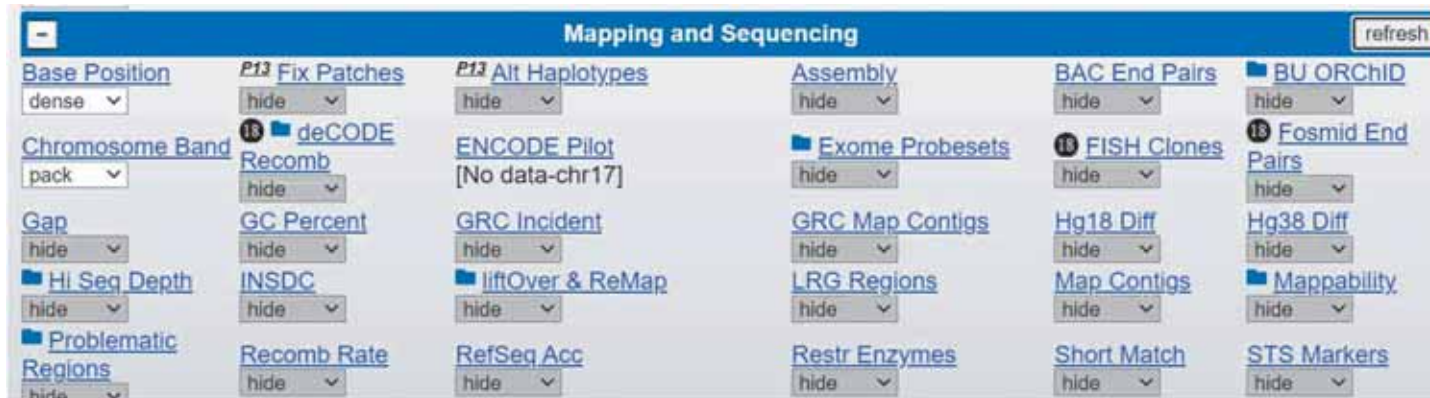 -
Mapping and Sequencing
refresh
Base Position
P13 Fix Patches
P13 Alt Haplotypes
Assembly
BAC End Pairs
BU ORChID
dense
hide
hide
hide
hide
hide
Chromosome Band
18 deCODE
Recomb
ENCODE Pilot
Exome Probesets
18 FISH Clones
18 Fosmid End
Pairs
pack
hide
[No data-chr17]
hide
hide
hide
Gap
GC Percent
GRC Incident
GRC Map Contigs
Hg18 Diff
Hg38 Diff
hide
hide
hide
hide
hide
hide
Hi Seq Depth
INSDC
liftOver & ReMap
LRG Regions
Map Contigs
Mappability
hide
hide
hide
hide
hide
hide
Problematic
Regions
Recomb Rate
RefSeq Acc
Restr Enzymes
Short Match
STS Markers
hide
hide
hide
hide
hide
hide